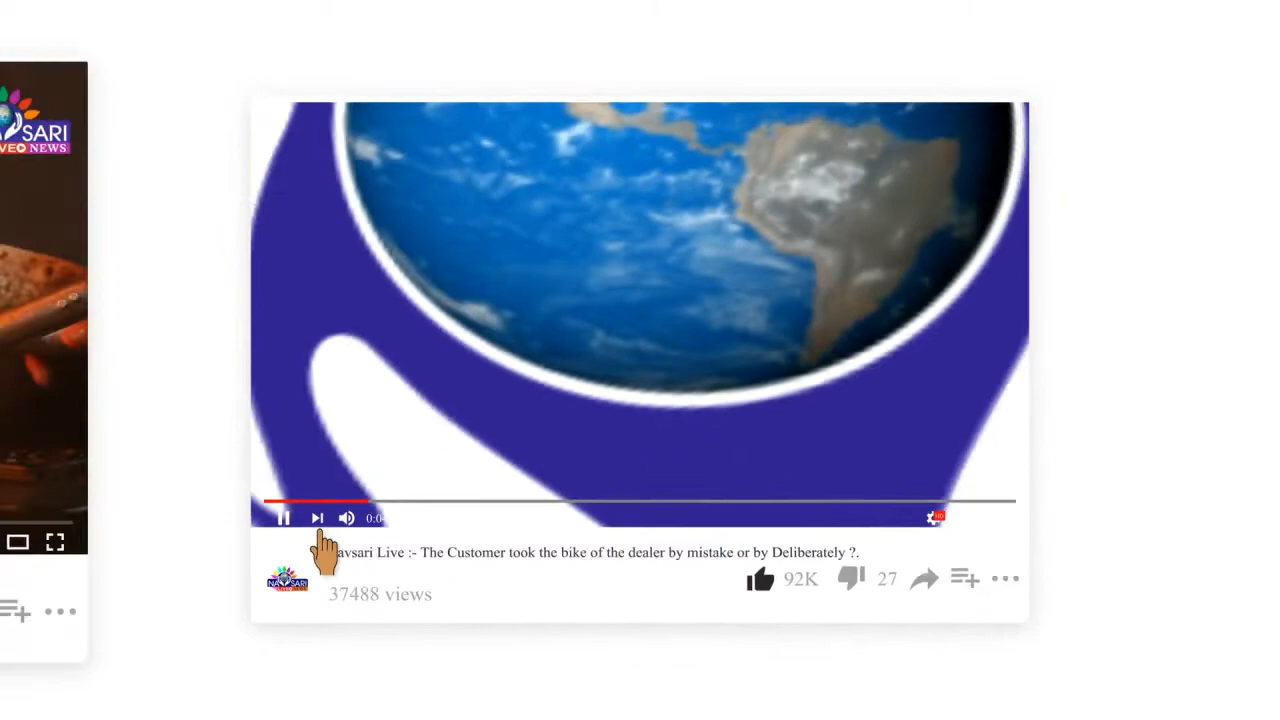 SARI
NEWS
HD
avsari Live :- The Customer took the bike of the dealer by mistake or by Deliberately ?.
37488 views
92K
27